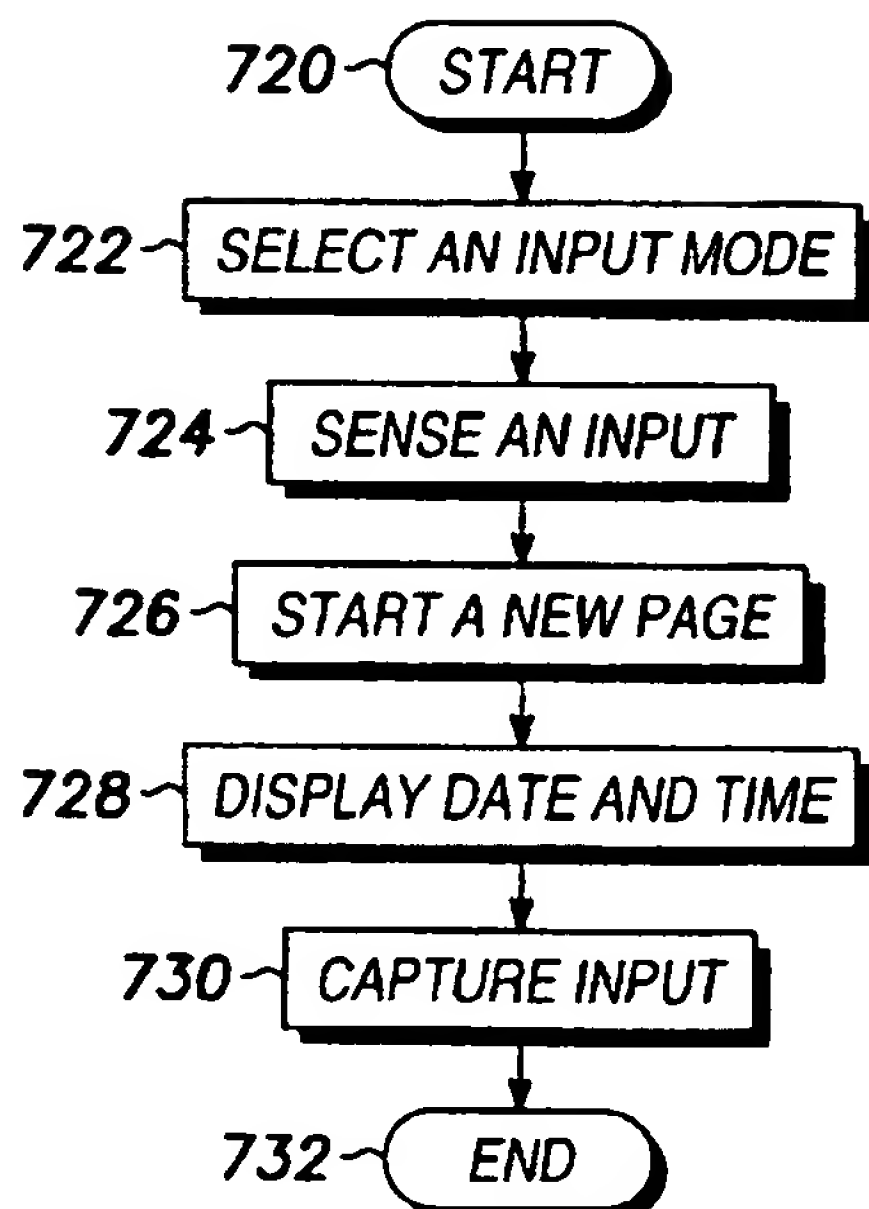 720 START
722 SELECT AN INPUT MODE
724 SENSE AN INPUT
726 START A NEW PAGE
728 DISPLAY DATE AND TIME
730 CAPTURE INPUT
732 END